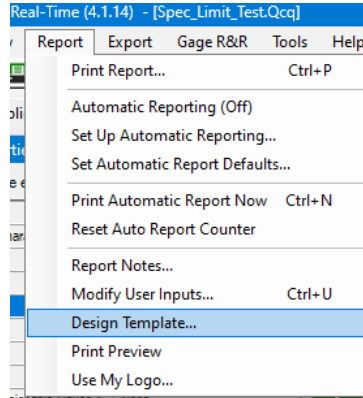 Real-Time (4.1.14) - [Spec_Limit_Test.Qcq]
Report Export Gage R&R Tools Help
Print Report... Ctrl+P
Automatic Reporting (Off)
Set Up Automatic Reporting...
Set Automatic Report Defaults...
Print Automatic Report Now Ctrl+N
Reset Auto Report Counter
Report Notes...
Modify User Inputs... Ctrl+U
Design Template...
Print Preview
Use My Logo...